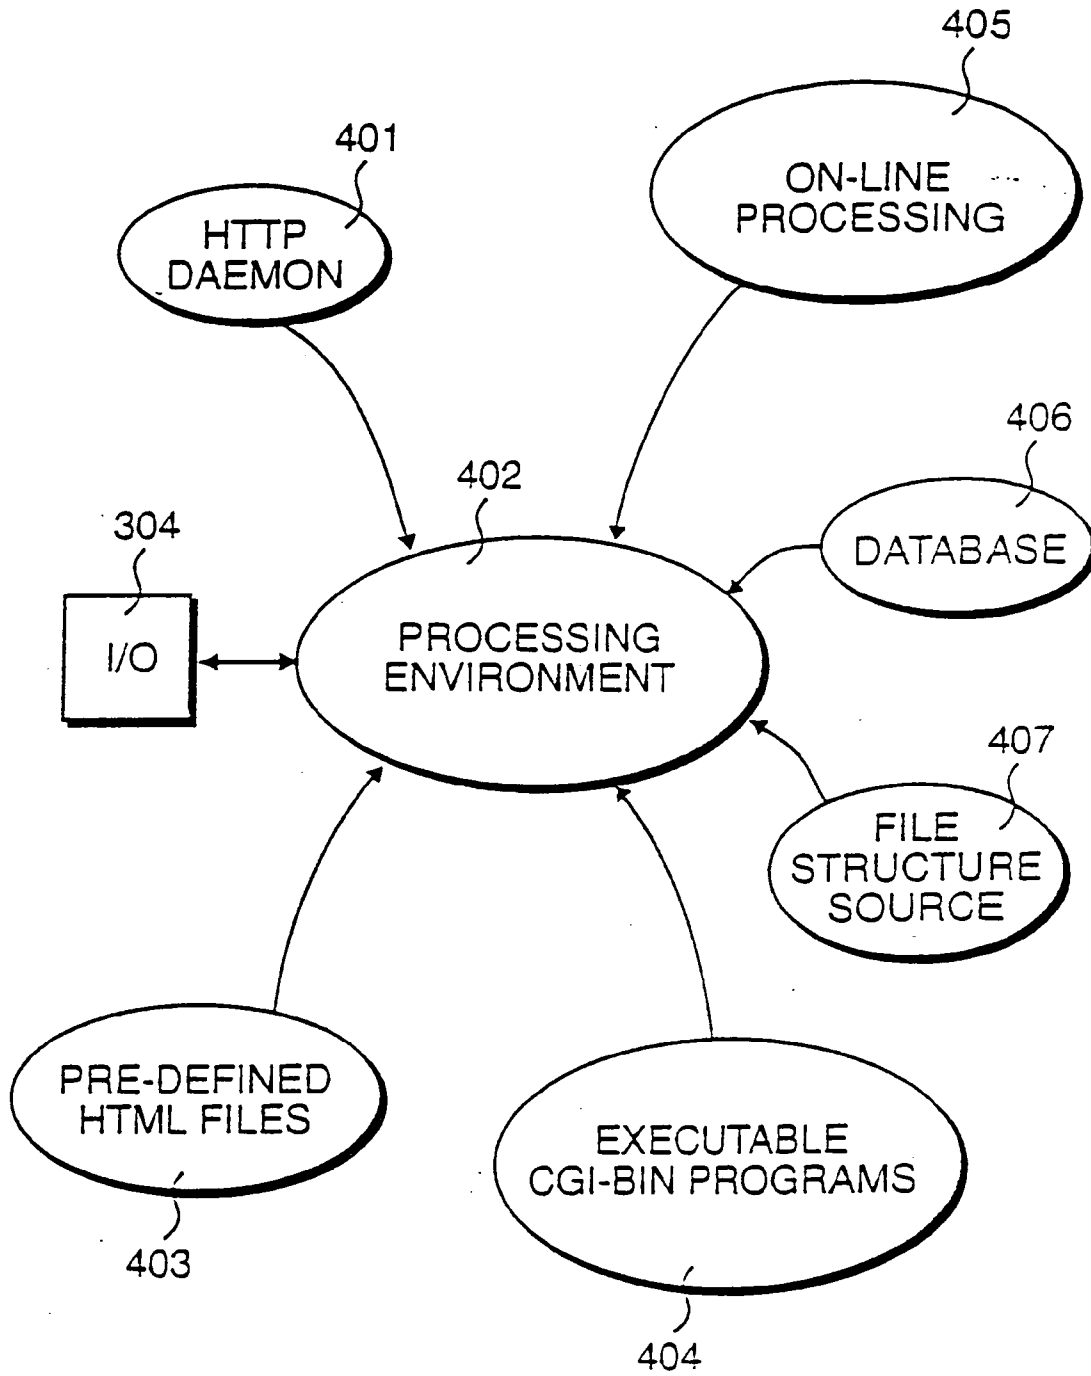 405
ON-LINE
PROCESSING
401
HTTP
DAEMON
406
DATABASE
402
PROCESSING
ENVIRONMENT
304
I/O
407
FILE
STRUCTURE
SOURCE
PRE-DEFINED
HTML FILES
403
EXECUTABLE
CGI-BIN PROGRAMS
404